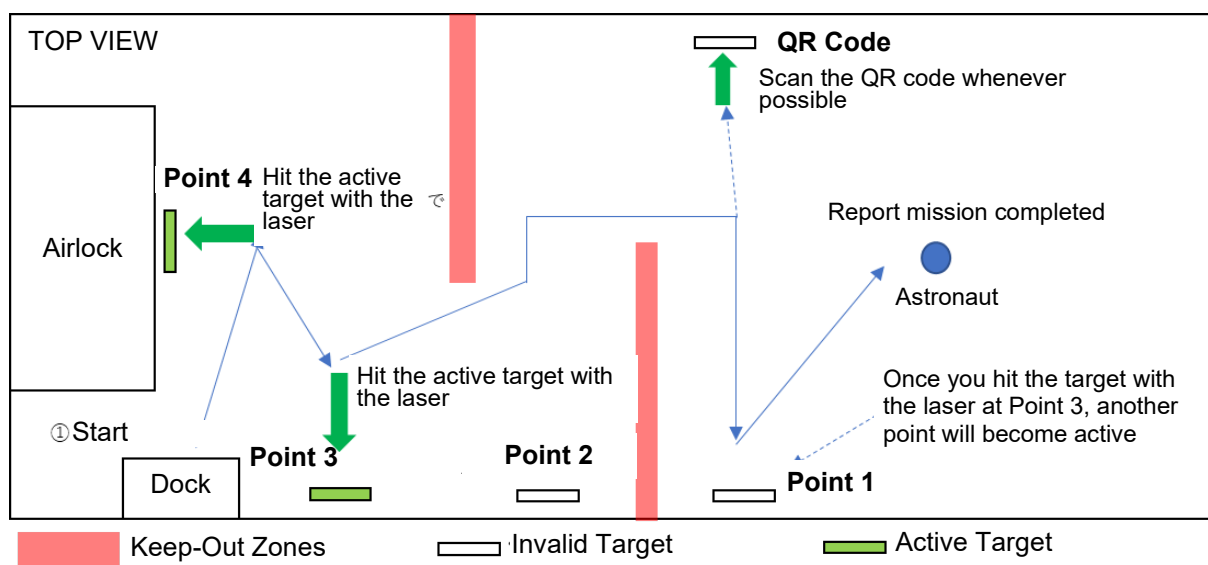 TOP VIEW
QR Code
Scan the QR code whenever
possible
Point 4
Hit the active
target with the
laser
で
Airlock
Report mission completed
Astronaut
Hit the active target with
the laser
Once you hit the target with
the laser at Point 3, another
point will become active
①Start
Point 3
Point 2
Point 1
Dock
Keep-Out Zones
Invalid Target
Active Target